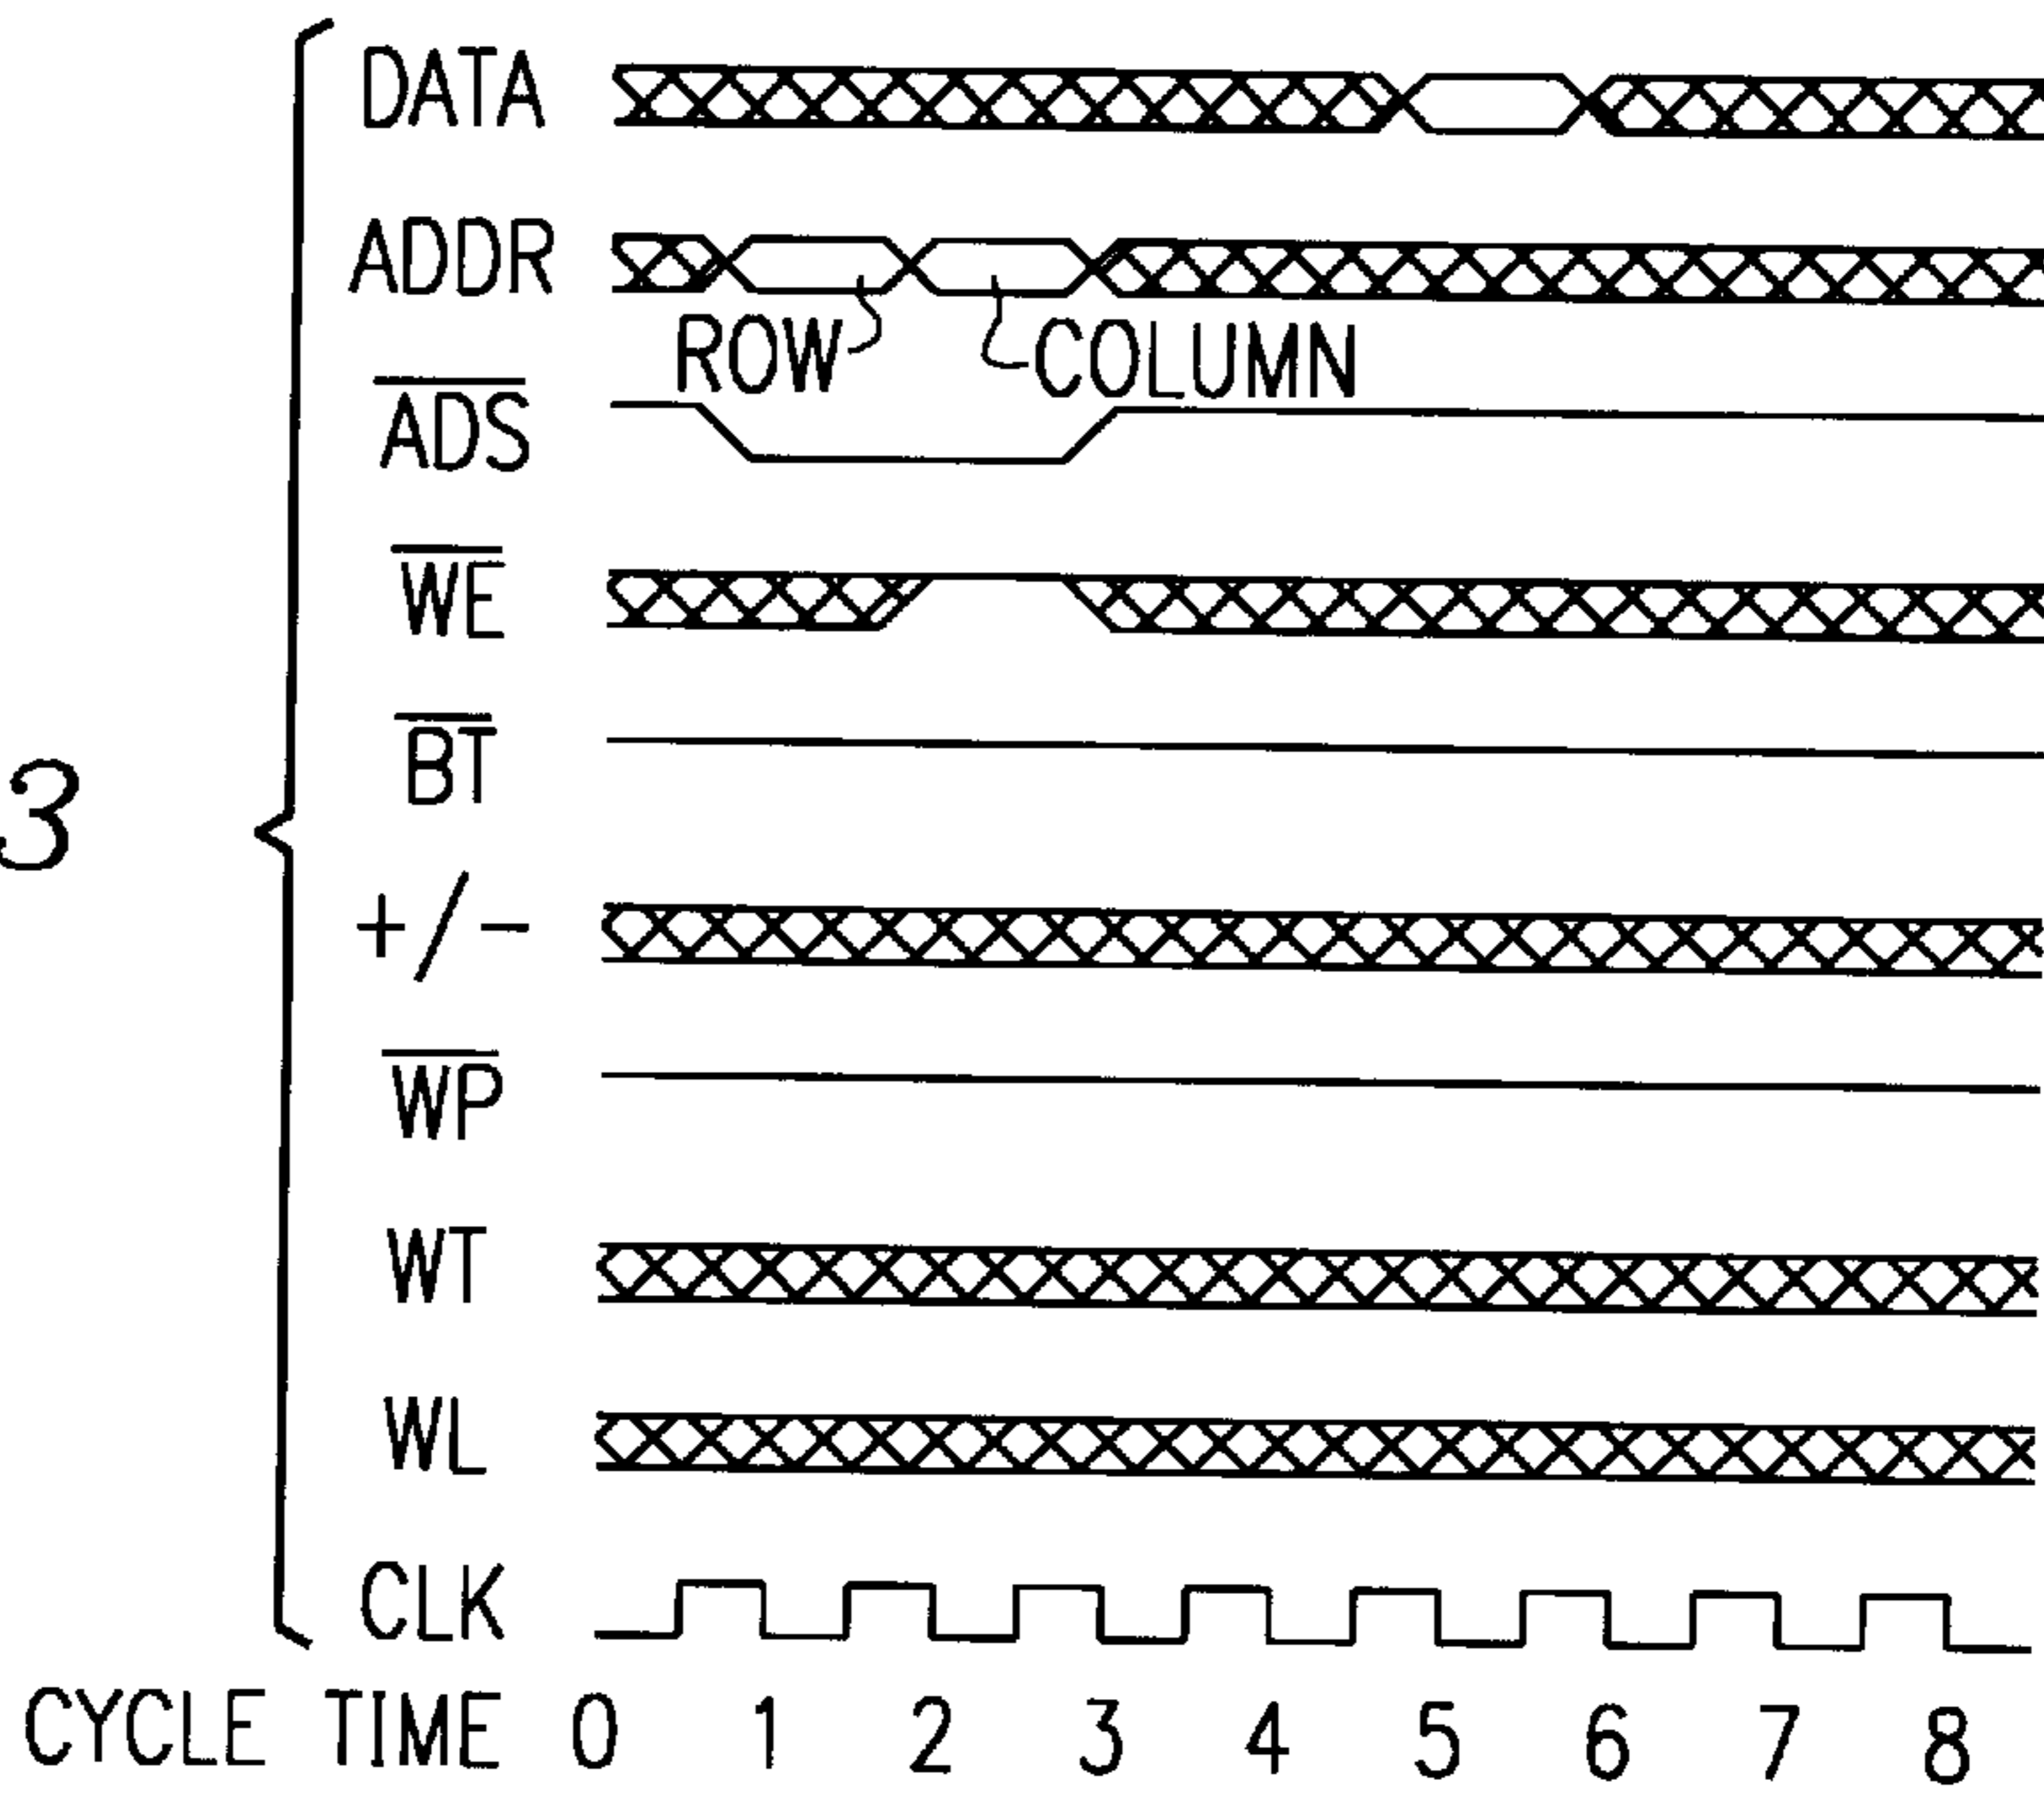 DATA
ADDR
ROW COLUMN
ADS
WE
BT
3
+/-
WP
WT
WL
CLK
CYCLE TIME 0 1 2 3 4 5 6 7 8